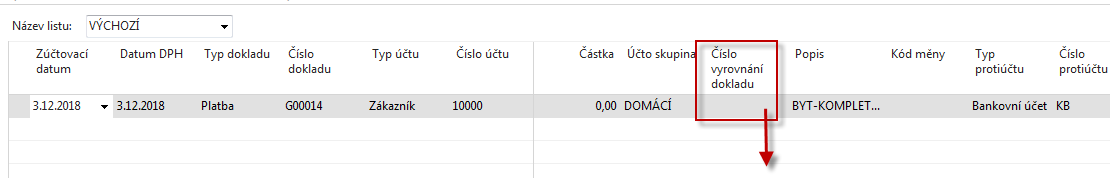 Název listu: VÝCHOZÍ
Zúčtovací datum Datum DPH Typ dokladu Číslo dokladu Typ účtu Číslo účtu Částka Účto skupina Číslo vyrovnání dokladu Popis Kód měny Typ protiúčtu Číslo protiúčtu
3.12.2018 3.12.2018 Platba G00014 Zákazník 10000 0,00 DOMÁCÍ BYT-KOMPLET... Bankovní účet KB